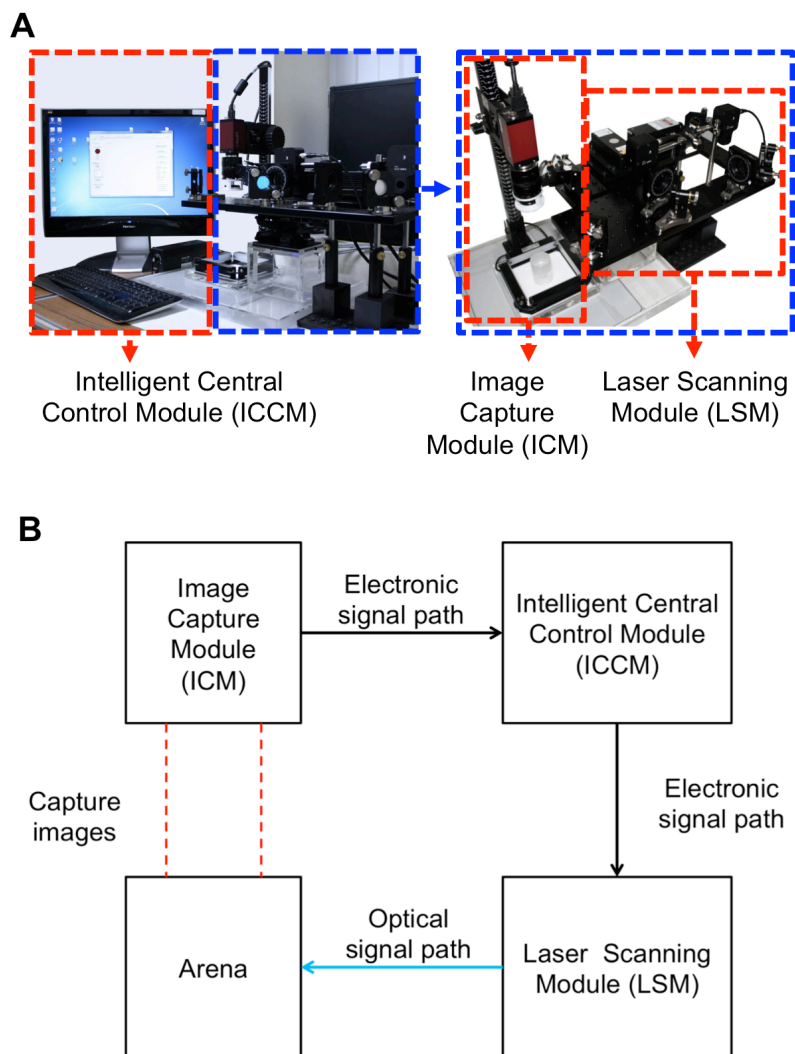 A
Intelligent Central
Control Module (ICCM)
Image
Capture
Module (ICM)
Laser Scanning
Module (LSM)
B
Image
Capture
Module
(ICM)
Electronic
signal path
Intelligent Central
Control Module
(ICCM)
Capture
images
Electronic
signal path
Arena
Optical
signal path
Laser Scanning
Module (LSM)